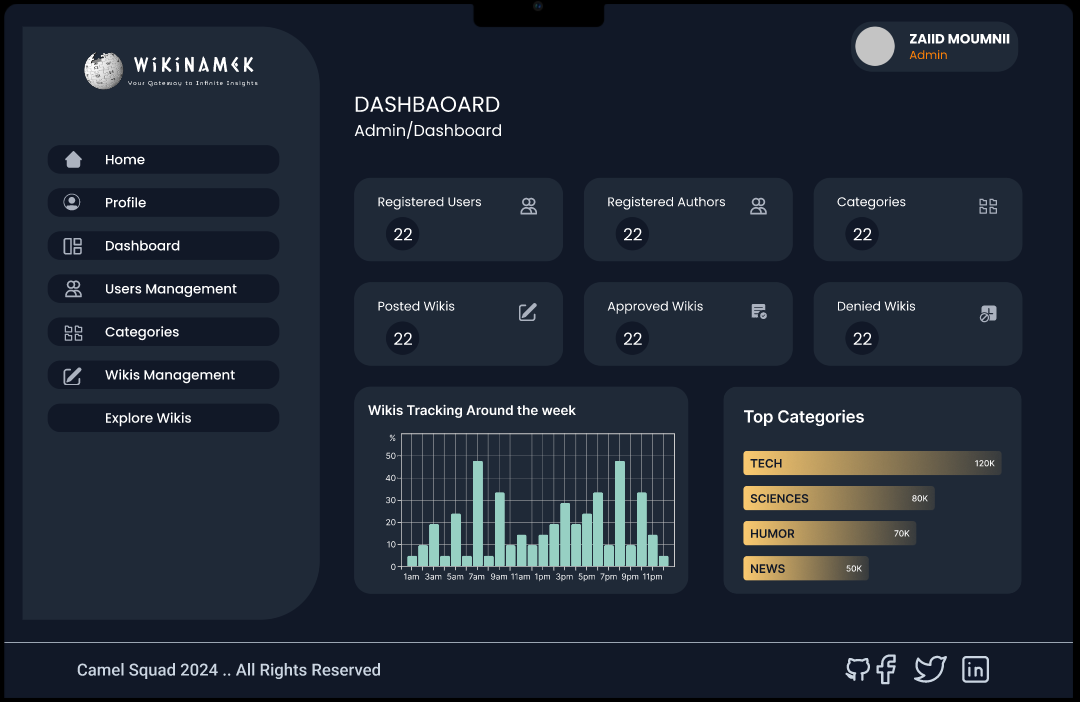 WiKiNAMEK
Your Gateway to Infinite Insights
ZAIID MOUMNII
Admin
DASHBAOARD
Admin/Dashboard
Home
Profile
Dashboard
Users Management
Categories
Wikis Management
Explore Wikis
Registered Users
22
Registered Authors
22
Categories
22
Posted Wikis
22
Approved Wikis
22
Denied Wikis
22
Wikis Tracking Around the week
%
50
40
30
20
10
0
1am 3am 5am 7am 9am 11am 1pm 3pm 5pm 7pm 9pm 11pm
Top Categories
TECH 120K
SCIENCES 80K
HUMOR 70K
NEWS 50K
Camel Squad 2024 .. All Rights Reserved
in